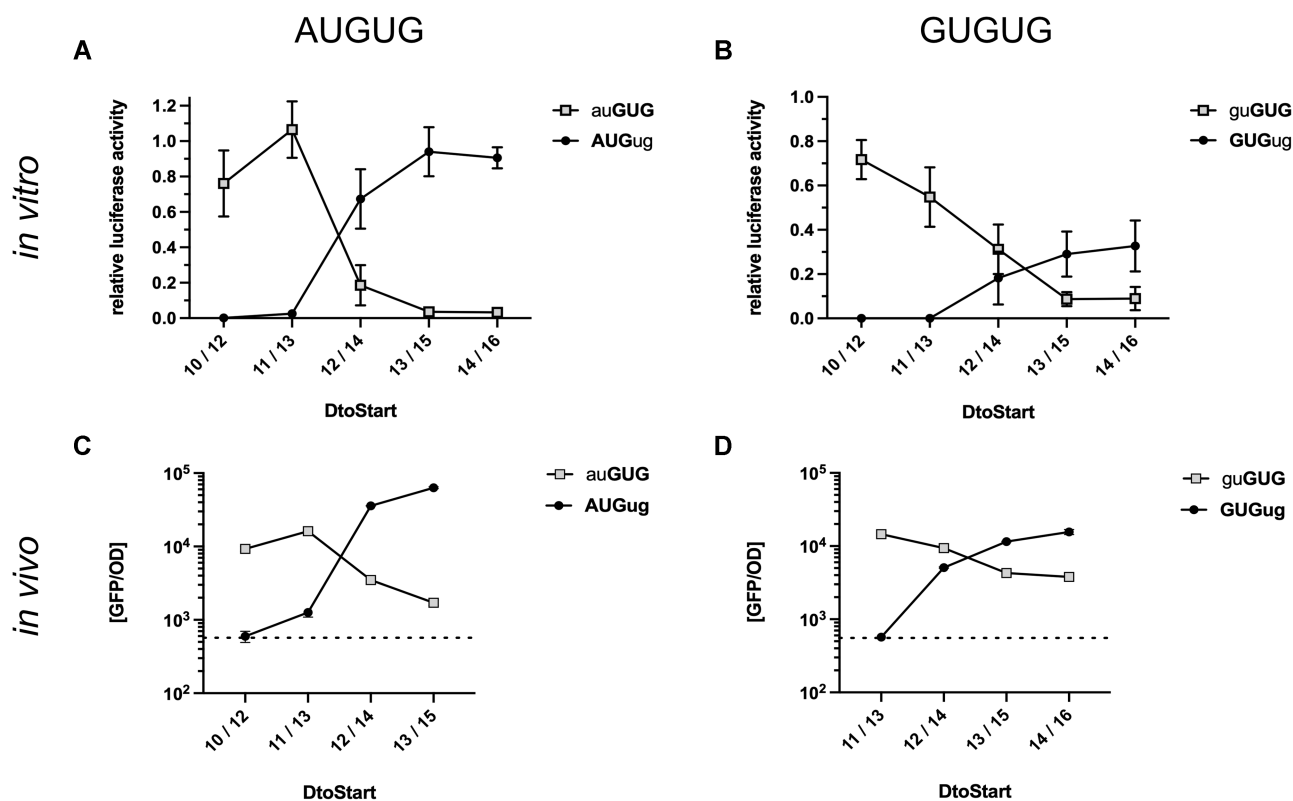 AUGUG
GUGUG
in vitro
in vivo
A
relative luciferase activity
1.2
1.0
0.8
0.6
0.4
0.2
0.0
10 / 12
11 / 13
12 / 14
13 / 15
14 / 16
DtoStart
auGUG
AUGug
B
relative luciferase activity
1.0
0.8
0.6
0.4
0.2
0.0
10 / 12
11 / 13
12 / 14
13 / 15
14 / 16
DtoStart
guGUG
GUGug
C
[GFP/OD]
10⁵
10⁴
10³
10²
10 / 12
11 / 13
12 / 14
13 / 15
DtoStart
auGUG
AUGug
D
[GFP/OD]
10⁵
10⁴
10³
10²
11 / 13
12 / 14
13 / 15
14 / 16
DtoStart
guGUG
GUGug